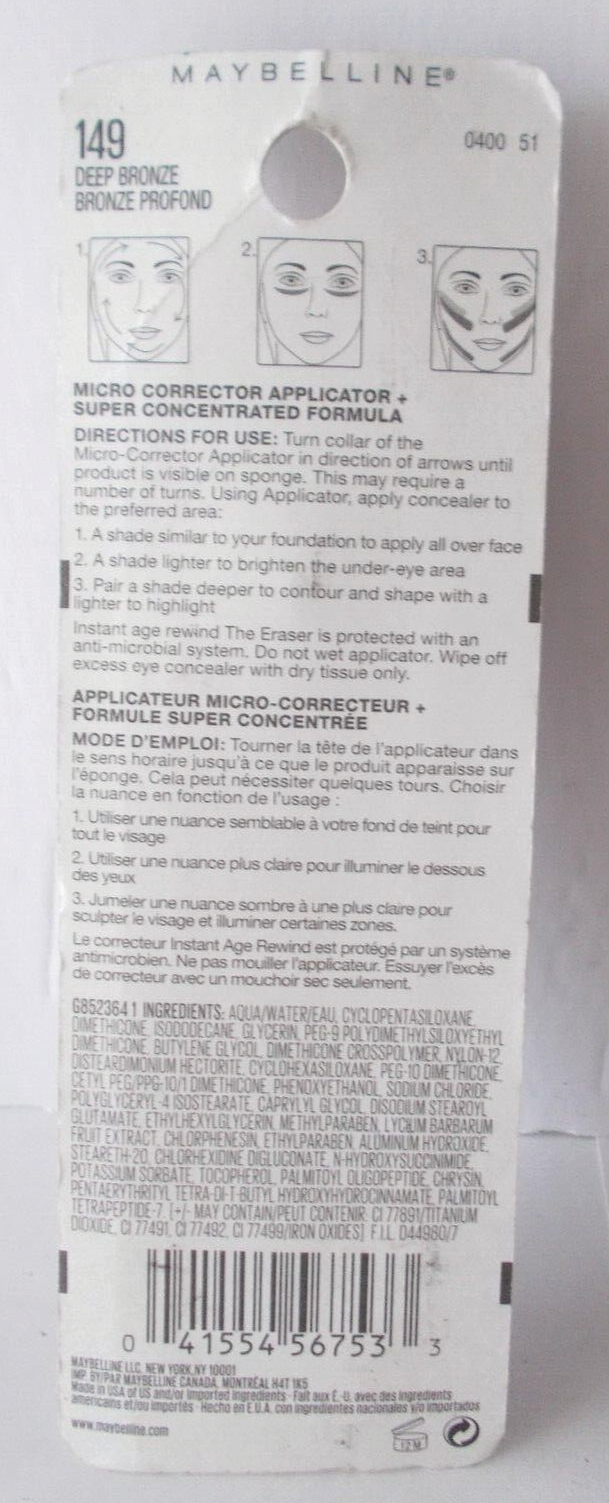 MAYBELLINE®
149
0400 51
DEEP BRONZE
BRONZE PROFOND
1.
2.
3.
MICRO CORRECTOR APPLICATOR +
SUPER CONCENTRATED FORMULA
DIRECTIONS FOR USE: Turn collar of the
Micro-Corrector Applicator in direction of arrows until
product is visible on sponge. This may require a
number of turns. Using Applicator, apply concealer to
the preferred area:
1. A shade similar to your foundation to apply all over face
2. A shade lighter to brighten the under-eye area
3. Pair a shade deeper to contour and shape with a
lighter to highlight
Instant age rewind The Eraser is protected with an
anti-microbial system. Do not wet applicator. Wipe off
excess eye concealer with dry tissue only.
APPLICATEUR MICRO-CORRECTEUR +
FORMULE SUPER CONCENTRÉE
MODE D'EMPLOI: Tourner la tête de l'applicateur dans
le sens horaire jusqu'à ce que le produit apparaisse sur
l'éponge. Cela peut nécessiter quelques tours. Choisir
la nuance en fonction de l'usage :
1. Utiliser une nuance semblable à votre fond de teint pour
tout le visage
2. Utiliser une nuance plus claire pour illuminer le dessous
des yeux
3. Jumeler une nuance sombre à une plus claire pour
sculpter le visage et illuminer certaines zones.
Le correcteur Instant Age Rewind est protégé par un système
antimicrobien. Ne pas mouiller l'applicateur. Essuyer l'excès
de correcteur avec un mouchoir sec seulement.
G8523641 INGREDIENTS: AQUA/WATER/EAU, CYCLOPENTASILOXANE,
DIMETHICONE, ISODODECANE, GLYCERIN, PEG-9 POLYDIMETHYLSILOXYETHYL
DIMETHICONE, BUTYLENE GLYCOL, DIMETHICONE CROSSPOLYMER, NYLON-12,
DISTEARDIMONIUM HECTORITE, CYCLOHEXASILOXANE, PEG-10 DIMETHICONE,
CETYL PEG/PPG-10/1 DIMETHICONE, PHENOXYETHANOL, SODIUM CHLORIDE,
POLYGLYCERYL-4 ISOSTEARATE, CAPRYLYL GLYCOL, DISODIUM STEAROYL
GLUTAMATE, ETHYLHEXYLGLYCERIN, METHYLPARABEN, LYCIUM BARBARUM
FRUIT EXTRACT, CHLORPHENESIN, ETHYLPARABEN, ALUMINUM HYDROXIDE,
STEARETH-20, CHLORHEXIDINE DIGLUCONATE, N-HYDROXYSUCCINIMIDE,
POTASSIUM SORBATE, TOCOPHEROL, PALMITOYL OLIGOPEPTIDE, CHRYSIN,
PENTAERYTHRITYL TETRA-DI-T-BUTYL HYDROXYHYDROCINNAMATE, PALMITOYL
TETRAPEPTIDE-7. [+/- MAY CONTAIN/PEUT CONTENIR: CI 77891/TITANIUM
DIOXIDE, CI 77491, CI 77492, CI 77499/IRON OXIDES] F.I.L. D44980/7
0 41554 56753 3
MAYBELLINE LLC, NEW YORK,NY 10001
IMP. BY/PAR MAYBELLINE CANADA, MONTRÉAL H4T 1K5
Made in USA of US and/or imported ingredients - Fait aux É.-U. avec des ingrédients
américains et/ou importés - Hecho en E.U.A. con ingredientes nacionales y/o importados
www.maybelline.com
12 M